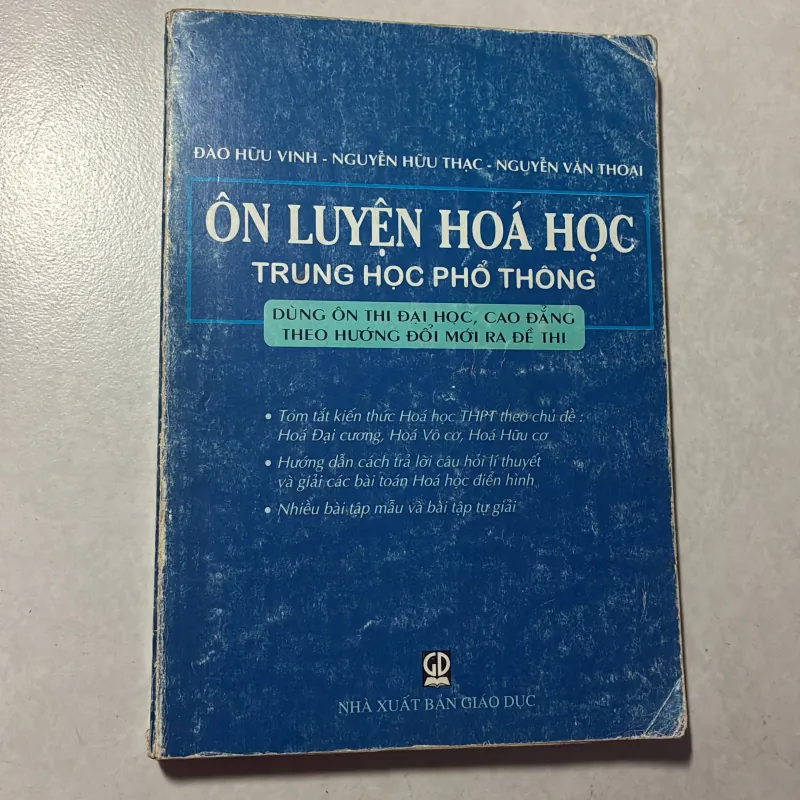 ĐÀO HỮU VINH - NGUYỄN HỮU THẠC - NGUYỄN VĂN THOẠI
ÔN LUYỆN HOÁ HỌC
TRUNG HỌC PHỔ THÔNG
DÙNG ÔN THI ĐẠI HỌC, CAO ĐẲNG
THEO HƯỚNG ĐỔI MỚI RA ĐỀ THI
• Tóm tắt kiến thức Hoá học THPT theo chủ đề :
Hoá Đại cương, Hoá Vô cơ, Hoá Hữu cơ
• Hướng dẫn cách trả lời câu hỏi lí thuyết
và giải các bài toán Hoá học điển hình
• Nhiều bài tập mẫu và bài tập tự giải
GD
NHÀ XUẤT BẢN GIÁO DỤC